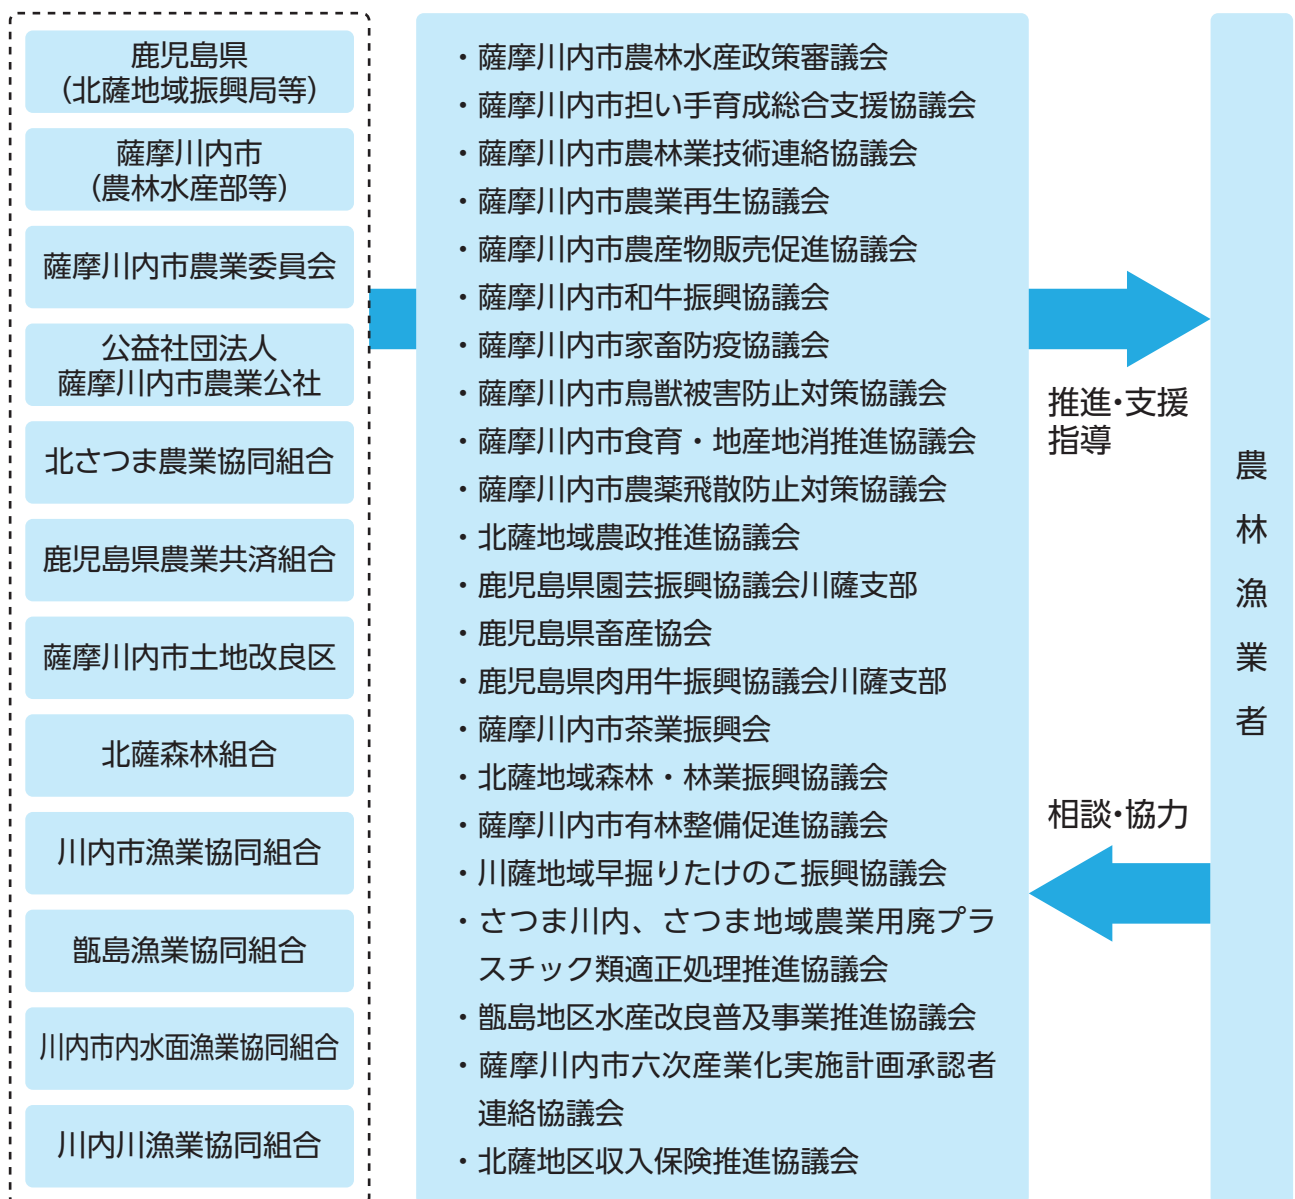 鹿児島県
（北薩地域振興局等）
薩摩川内市
（農林水産部等）
薩摩川内市農業委員会
公益社団法人
薩摩川内市農業公社
北さつま農業協同組合
鹿児島県農業共済組合
薩摩川内市土地改良区
北薩森林組合
川内市漁業協同組合
甑島漁業協同組合
川内市内水面漁業協同組合
川内川漁業協同組合
・薩摩川内市農林水産政策審議会
・薩摩川内市担い手育成総合支援協議会
・薩摩川内市農林業技術連絡協議会
・薩摩川内市農業再生協議会
・薩摩川内市農産物販売促進協議会
・薩摩川内市和牛振興協議会
・薩摩川内市家畜防疫協議会
・薩摩川内市鳥獣被害防止対策協議会
・薩摩川内市食育・地産地消推進協議会
・薩摩川内市農薬飛散防止対策協議会
・北薩地域農政推進協議会
・鹿児島県園芸振興協議会川薩支部
・鹿児島県畜産協会
・鹿児島県肉用牛振興協議会川薩支部
・薩摩川内市茶業振興会
・北薩地域森林・林業振興協議会
・薩摩川内市有林整備促進協議会
・川薩地域早掘りたけのこ振興協議会
・さつま川内、さつま地域農業用廃プラ
スチック類適正処理推進協議会
・甑島地区水産改良普及事業推進協議会
・薩摩川内市六次産業化実施計画承認者
連絡協議会
・北薩地区収入保険推進協議会
推進・支援
指導
相談・協力
農林漁業者